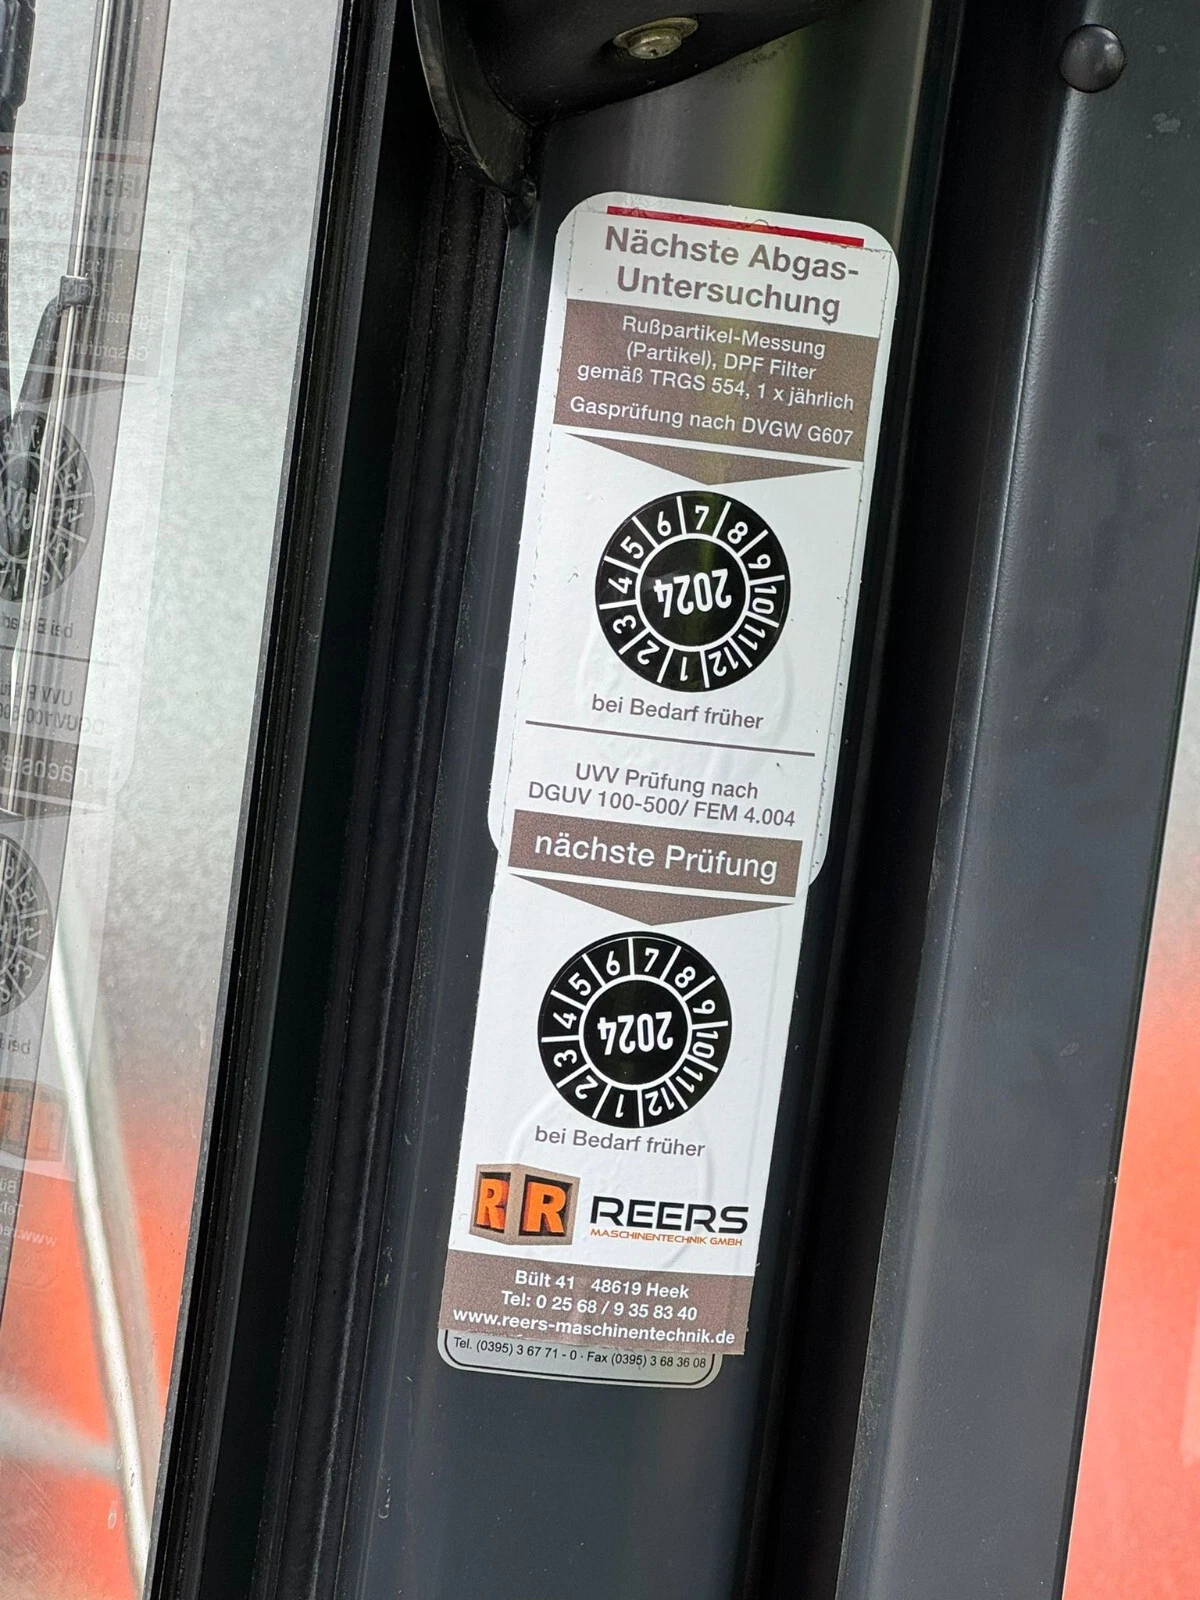 Nächste Abgas-
Untersuchung
Rußpartikel-Messung
(Partikel), DPF Filter
gemäß TRGS 554, 1 x jährlich
Gasprüfung nach DVGW G607
1 2 3 4 5 6 7 8 9 10 11 12
2024
bei Bedarf früher
UVV Prüfung nach
DGUV 100-500/ FEM 4.004
nächste Prüfung
1 2 3 4 5 6 7 8 9 10 11 12
2024
bei Bedarf früher
R R REERS
MASCHINENTECHNIK GMBH
Bült 41 48619 Heek
Tel: 0 25 68 / 9 35 83 40
www.reers-maschinentechnik.de
Tel. (0395) 3 67 71 - 0 · Fax (0395) 3 68 36 08